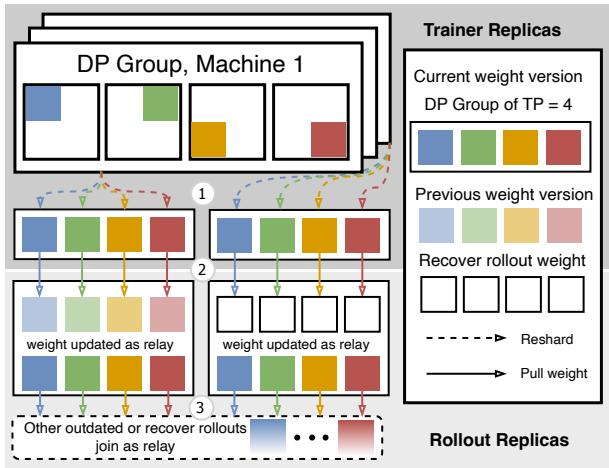 Trainer Replicas
DP Group, Machine 1
Current weight version
DP Group of TP = 4
Previous weight version
Recover rollout weight
Reshard
Pull weight
1
2
weight updated as relay
weight updated as relay
3
Other outdated or recover rollouts
join as relay
Rollout Replicas